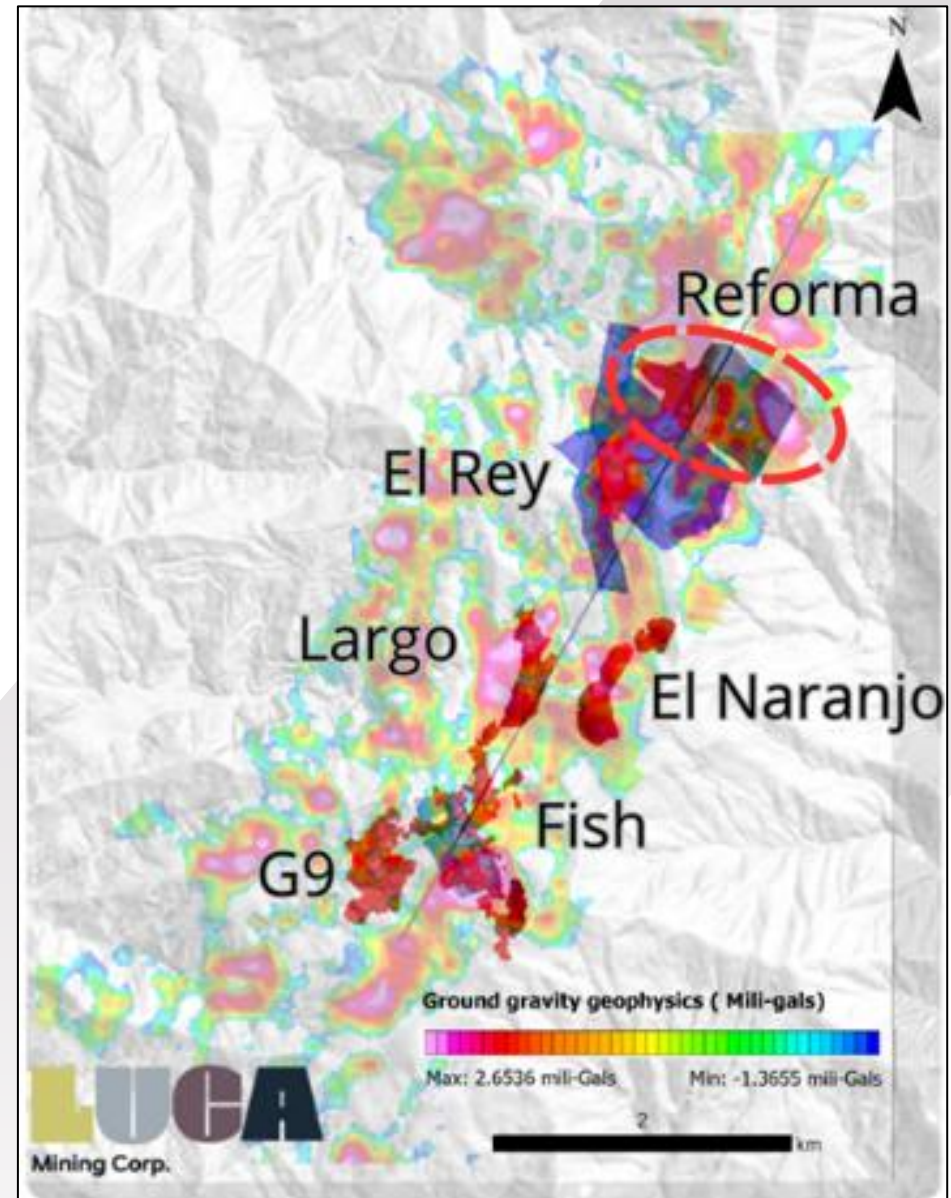 N
Reforma
El Rey
Largo
El Naranjo
Fish
G9
Ground gravity geophysics ( Mili-gals)
Max: 2.6536 mili-Gals Min: -1.3655 mili-Gals
2
km
LUCA
Mining Corp.